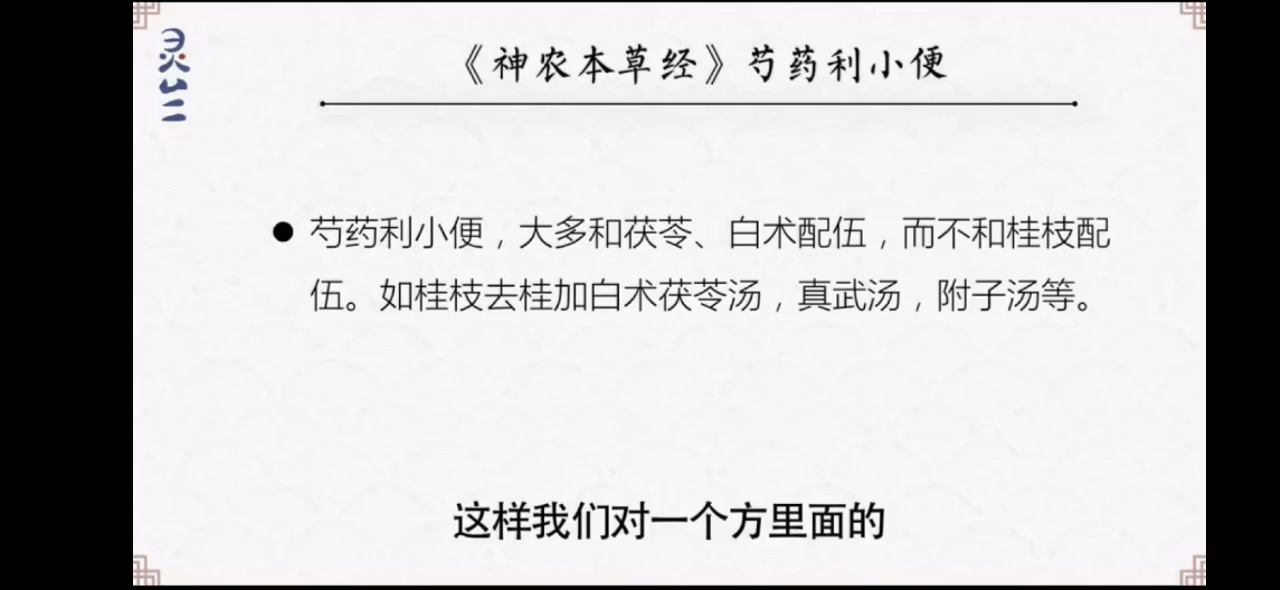 《神农本草经》芍药利小便
芍药利小便，大多和茯苓、白术配伍，而不和桂枝配
伍。如桂枝去桂加白术茯苓汤，真武汤，附子汤等。
这样我们对一个方里面的